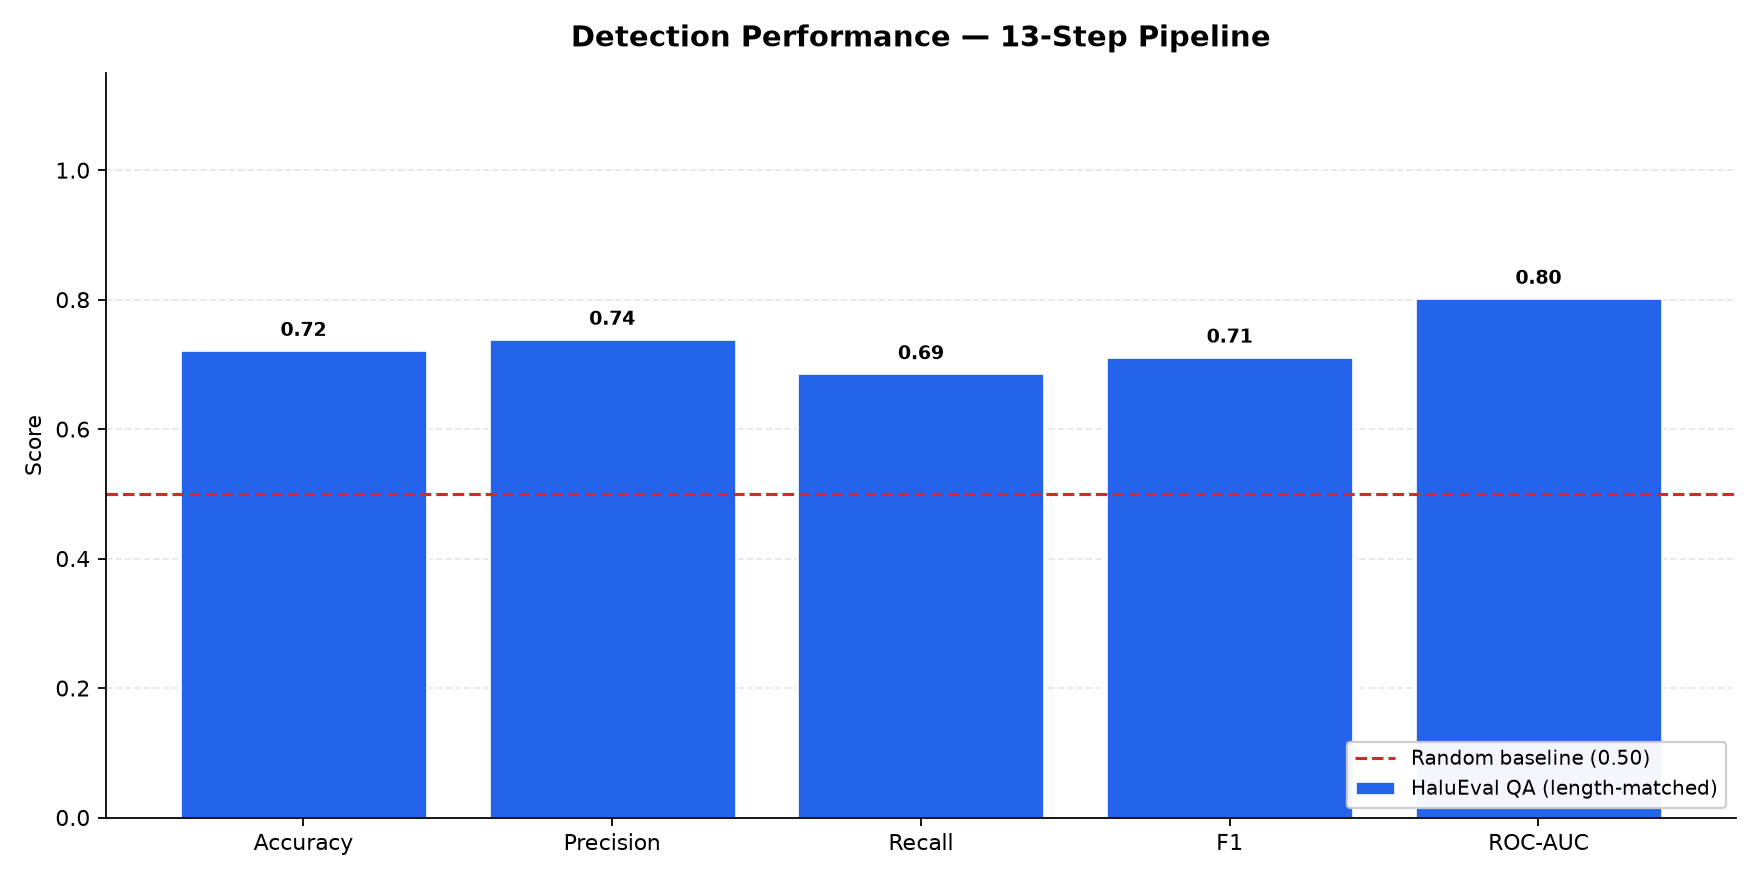 Detection Performance — 13-Step Pipeline
Score
1.0
0.8
0.6
0.4
0.2
0.0
0.72
0.74
0.69
0.71
0.80
Random baseline (0.50)
HaluEval QA (length-matched)
Accuracy
Precision
Recall
F1
ROC-AUC